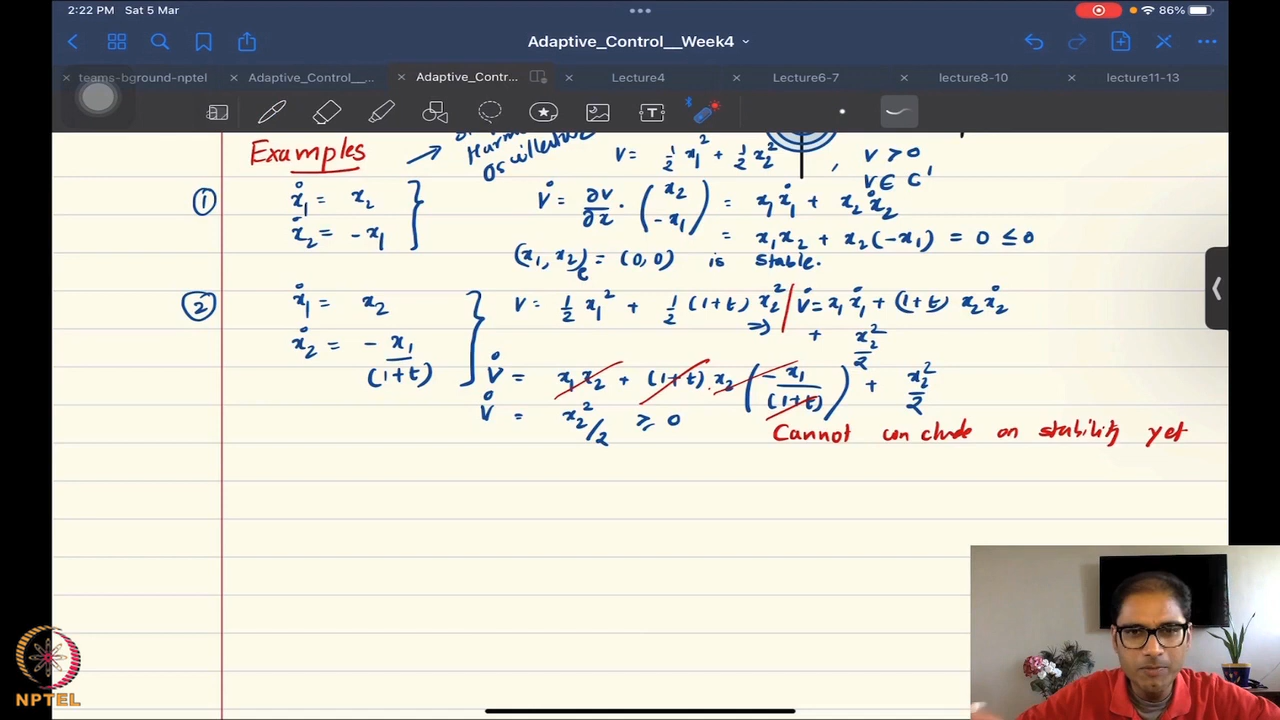 2:22 PM Sat 5 Mar
86%
Adaptive_Control__Week4
teams-bground-nptel
Adaptive_Control__...
Adaptive_Contr...
Lecture4
Lecture6-7
lecture8-10
lecture11-13
Examples → Harmonic Oscillator V = ½ x₁² + ½ x₂² , V > 0
V ∈ C¹
① ẋ₁ = x₂ V̇ = ∂V/∂x · (x₂ -x₁) = x₁ẋ₁ + x₂ẋ₂
ẋ₂ = -x₁ = x₁x₂ + x₂(-x₁) = 0 ≤ 0
(x₁, x₂)ₑ = (0, 0) is stable.
② ẋ₁ = x₂ V = ½ x₁² + ½ (1+t) x₂² ⇒ V̇ = x₁ẋ₁ + (1+t) x₂ẋ₂ + x₂²/2
ẋ₂ = - x₁/(1+t)
V̇ = x₁x₂ + (1+t) . x₂ (-x₁/(1+t)) + x₂²/2
V̇ = x₂²/2 ≥ 0
Cannot conclude on stability yet
NPTEL